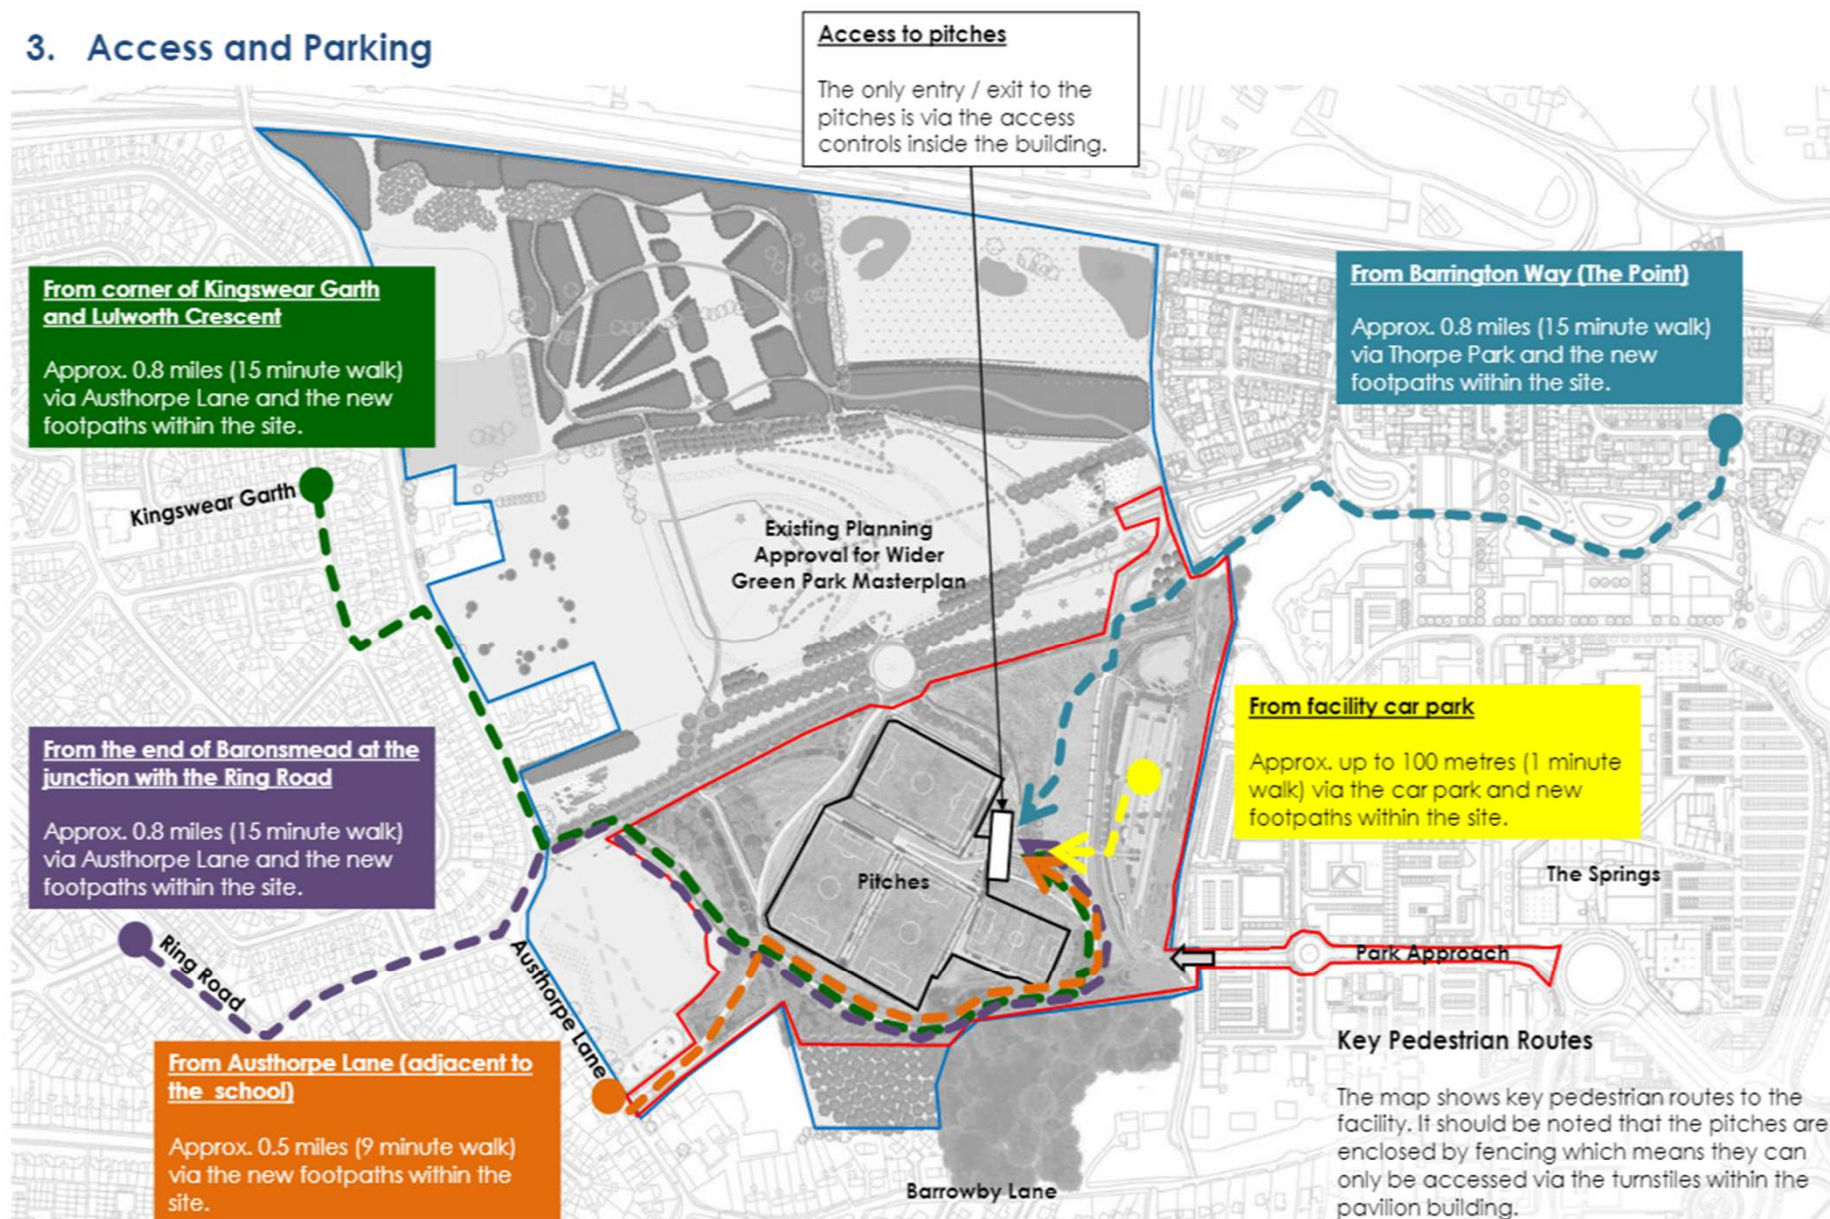 3. Access and Parking
Access to pitches
The only entry / exit to the
pitches is via the access
controls inside the building.
From corner of Kingswear Garth
and Lulworth Crescent
Approx. 0.8 miles (15 minute walk)
via Austhorpe Lane and the new
footpaths within the site.
From Barrington Way (The Point)
Approx. 0.8 miles (15 minute walk)
via Thorpe Park and the new
footpaths within the site.
Kingswear Garth
Existing Planning
Approval for Wider
Green Park Masterplan
From the end of Baronsmead at the
junction with the Ring Road
Approx. 0.8 miles (15 minute walk)
via Austhorpe Lane and the new
footpaths within the site.
From facility car park
Approx. up to 100 metres (1 minute
walk) via the car park and new
footpaths within the site.
Pitches
The Springs
Ring Road
Austhorpe Lane
Park Approach
From Austhorpe Lane (adjacent to
the school)
Approx. 0.5 miles (9 minute walk)
via the new footpaths within the
site.
Barrowby Lane
Key Pedestrian Routes
The map shows key pedestrian routes to the
facility. It should be noted that the pitches are
enclosed by fencing which means they can
only be accessed via the turnstiles within the
pavilion building.